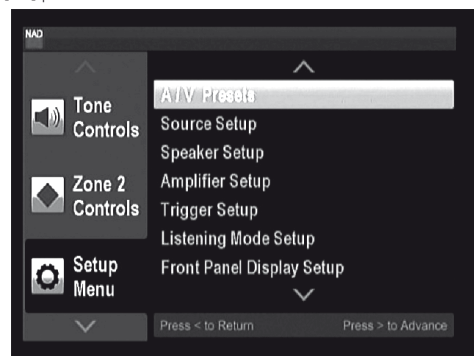 NAD
Tone
Controls
Zone 2
Controls
Setup
Menu
A/V Presets
Source Setup
Speaker Setup
Amplifier Setup
Trigger Setup
Listening Mode Setup
Front Panel Display Setup
Press < to Return
Press > to Advance